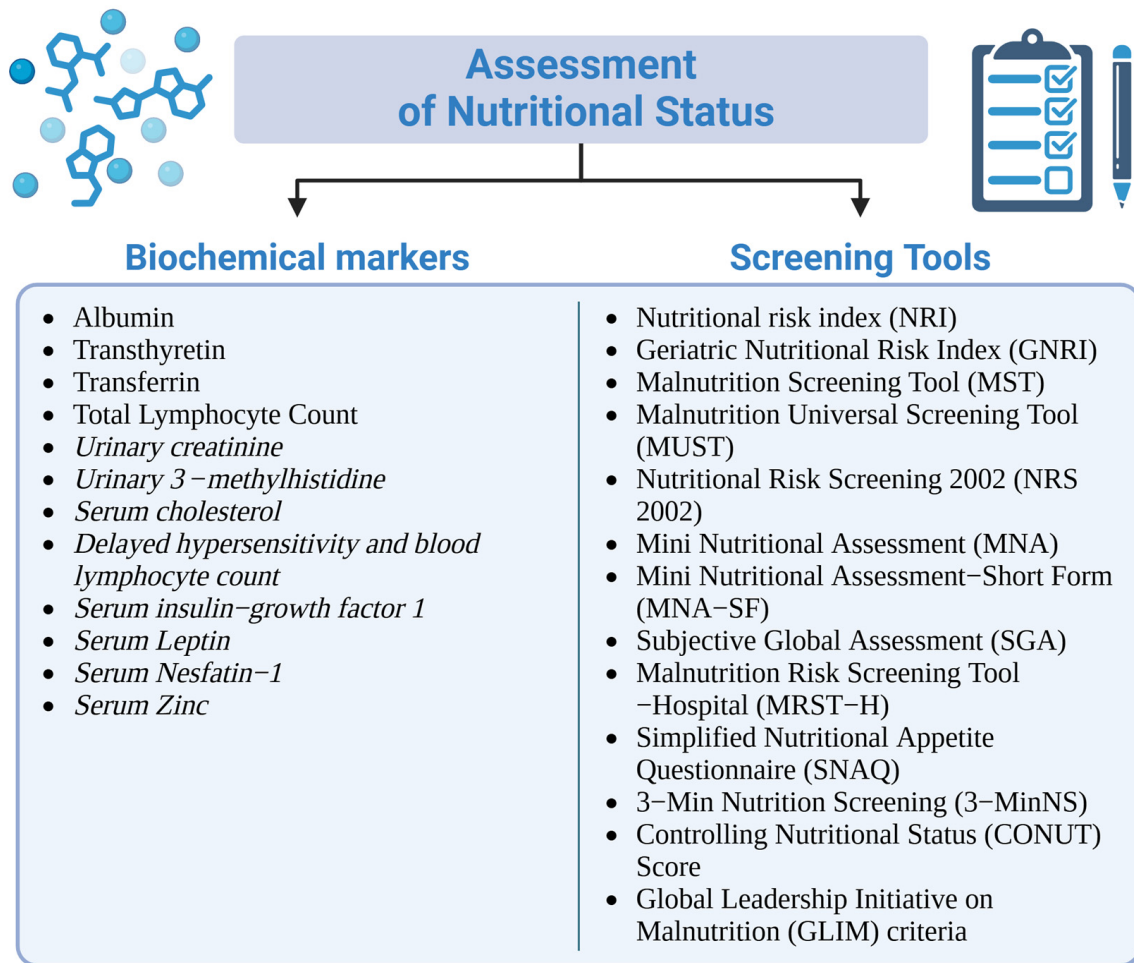 Assessment
of Nutritional Status
Biochemical markers
• Albumin
• Transthyretin
• Transferrin
• Total Lymphocyte Count
• Urinary creatinine
• Urinary 3−methylhistidine
• Serum cholesterol
• Delayed hypersensitivity and blood
lymphocyte count
• Serum insulin−growth factor 1
• Serum Leptin
• Serum Nesfatin−1
• Serum Zinc
Screening Tools
• Nutritional risk index (NRI)
• Geriatric Nutritional Risk Index (GNRI)
• Malnutrition Screening Tool (MST)
• Malnutrition Universal Screening Tool
(MUST)
• Nutritional Risk Screening 2002 (NRS
2002)
• Mini Nutritional Assessment (MNA)
• Mini Nutritional Assessment−Short Form
(MNA−SF)
• Subjective Global Assessment (SGA)
• Malnutrition Risk Screening Tool
−Hospital (MRST−H)
• Simplified Nutritional Appetite
Questionnaire (SNAQ)
• 3−Min Nutrition Screening (3−MinNS)
• Controlling Nutritional Status (CONUT)
Score
• Global Leadership Initiative on
Malnutrition (GLIM) criteria